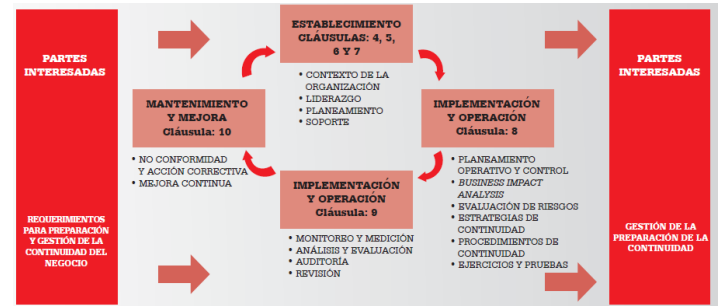 PARTES
INTERESADAS
REQUERIMIENTOS
PARA PREPARACIÓN
Y GESTIÓN DE LA
CONTINUIDAD DEL
NEGOCIO
ESTABLECIMIENTO
CLÁUSULAS: 4, 5,
6 Y 7
• CONTEXTO DE LA
ORGANIZACIÓN
• LIDERAZGO
• PLANEAMIENTO
• SOPORTE
MANTENIMIENTO
Y MEJORA
Cláusula: 10
• NO CONFORMIDAD
Y ACCIÓN CORRECTIVA
• MEJORA CONTINUA
IMPLEMENTACIÓN
Y OPERACIÓN
Cláusula: 8
• PLANEAMIENTO
OPERATIVO Y CONTROL
• BUSINESS IMPACT
ANALYSIS
• EVALUACIÓN DE RIESGOS
• ESTRATEGIAS DE
CONTINUIDAD
• PROCEDIMIENTOS DE
CONTINUIDAD
• EJERCICIOS Y PRUEBAS
IMPLEMENTACIÓN
Y OPERACIÓN
Cláusula: 9
• MONITOREO Y MEDICIÓN
• ANÁLISIS Y EVALUACIÓN
• AUDITORÍA
• REVISIÓN
PARTES
INTERESADAS
GESTIÓN DE LA
PREPARACIÓN DE LA
CONTINUIDAD